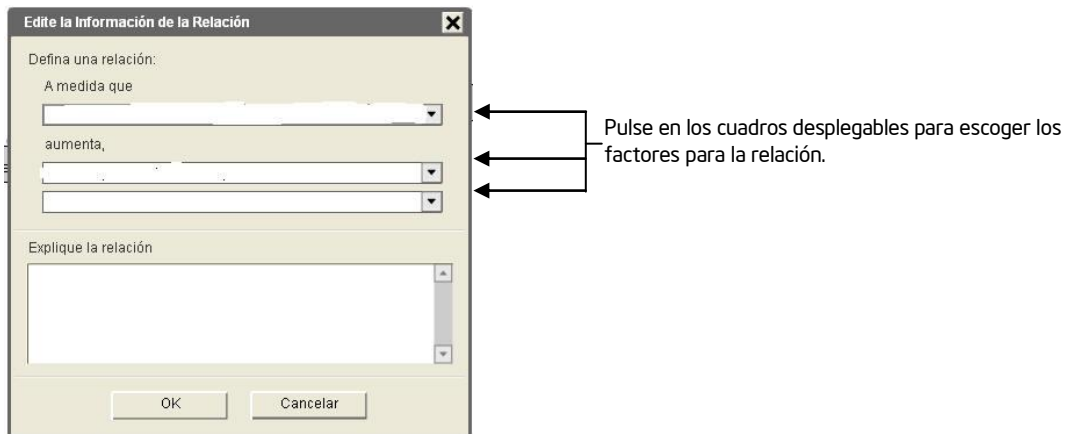 Edite la Información de la Relación
Defina una relación:
A medida que
aumenta,
Explique la relación
OK Cancelar
Pulse en los cuadros desplegables para escoger los
factores para la relación.